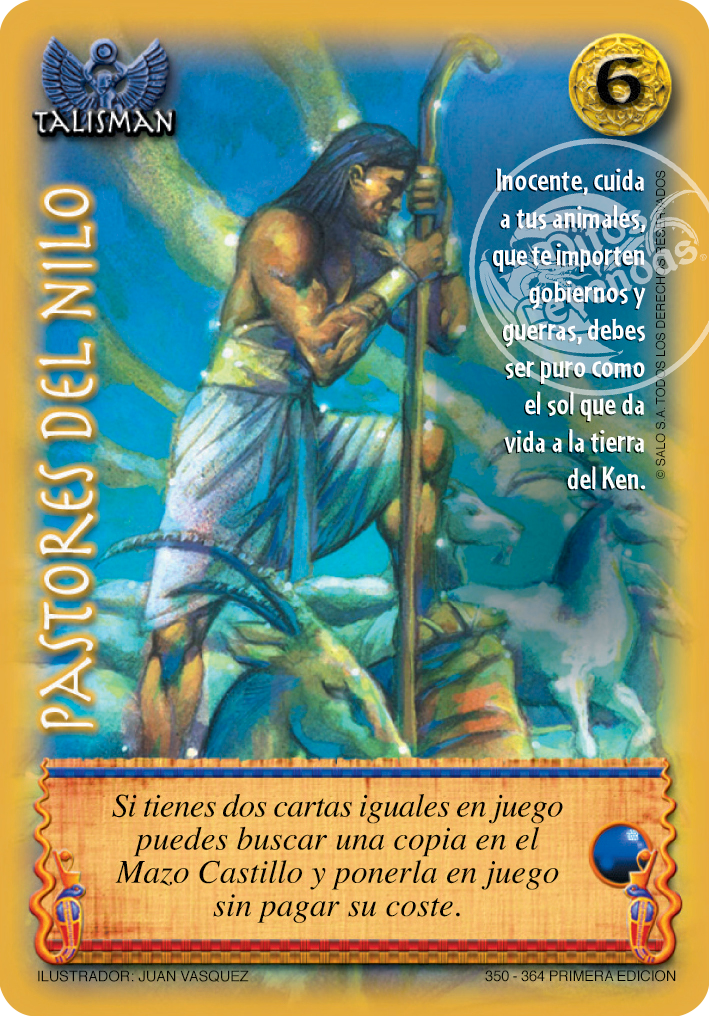 TALISMAN
6
PASTORES DEL NILO
Inocente, cuida
a tus animales,
que te importen
gobiernos y
guerras, debes
ser puro como
el sol que da
vida a la tierra
del Ken.
© SALO S.A. TODOS LOS DERECHOS RESERVADOS
Si tienes dos cartas iguales en juego
puedes buscar una copia en el
Mazo Castillo y ponerla en juego
sin pagar su coste.
ILUSTRADOR: JUAN VASQUEZ
350 - 364 PRIMERA EDICION